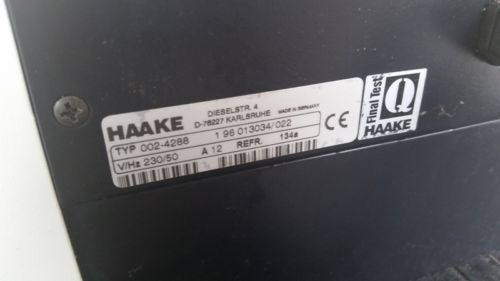 HAAKE
DIESELSTR. 4
D-76227 KARLSRUHE MADE IN GERMANY
TYP 002-4288 1 96 013034/022
V/Hz 230/50 A 12 REFR. 134a
CE
Final Test
Q
HAAKE